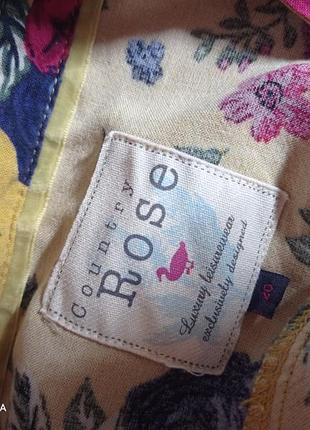 Country
Rose
Luxury leisurewear
exclusively designed
40